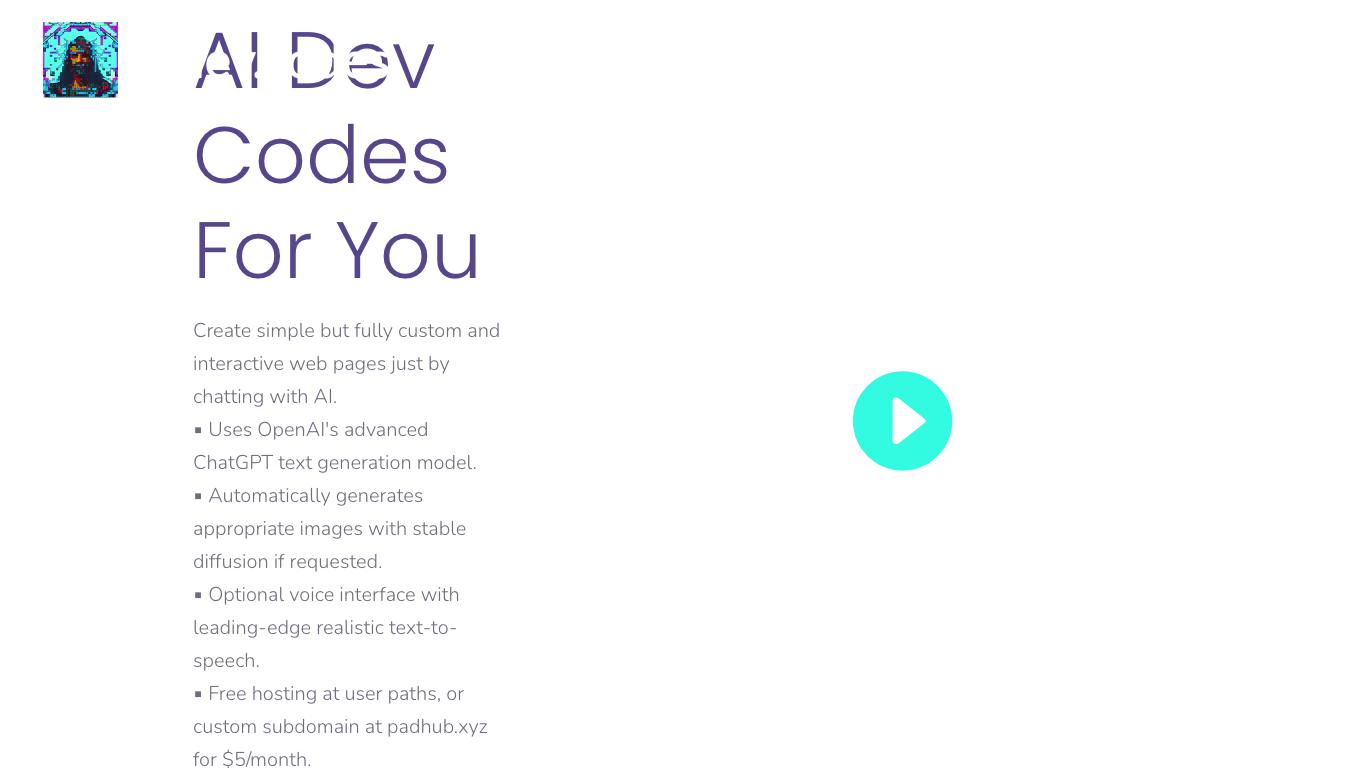 AI Dev
Codes
For You
Create simple but fully custom and
interactive web pages just by
chatting with AI.
▪ Uses OpenAI's advanced
ChatGPT text generation model.
▪ Automatically generates
appropriate images with stable
diffusion if requested.
▪ Optional voice interface with
leading-edge realistic text-to-
speech.
▪ Free hosting at user paths, or
custom subdomain at padhub.xyz
for $5/month.